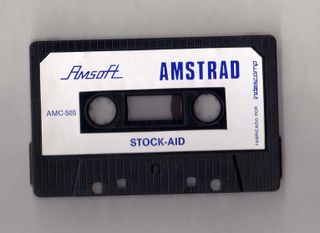 Amsoft
AMSTRAD
AMC-505
STOCK-AID
FABRICADO POR indescomp